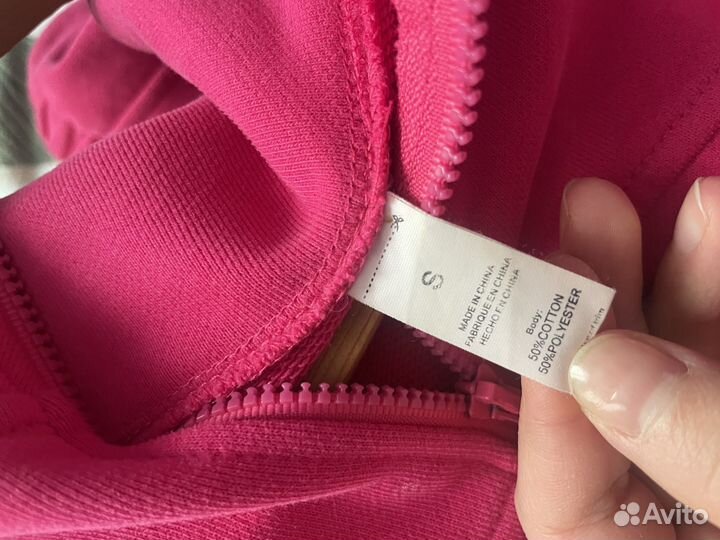 S
MADE IN CHINA
FABRIQUE EN CHINA
HECHO EN CHINA
Body:
50%COTTON
50%POLYESTER
Avito